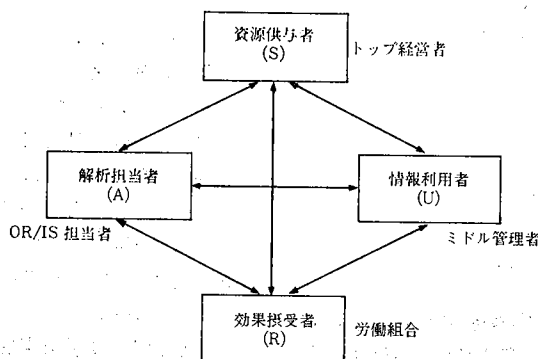 資源供与者
(S)
トップ経営者
解析担当者
(A)
情報利用者
(U)
OR/IS 担当者
ミドル管理者
効果摂受者
(R)
労働組合